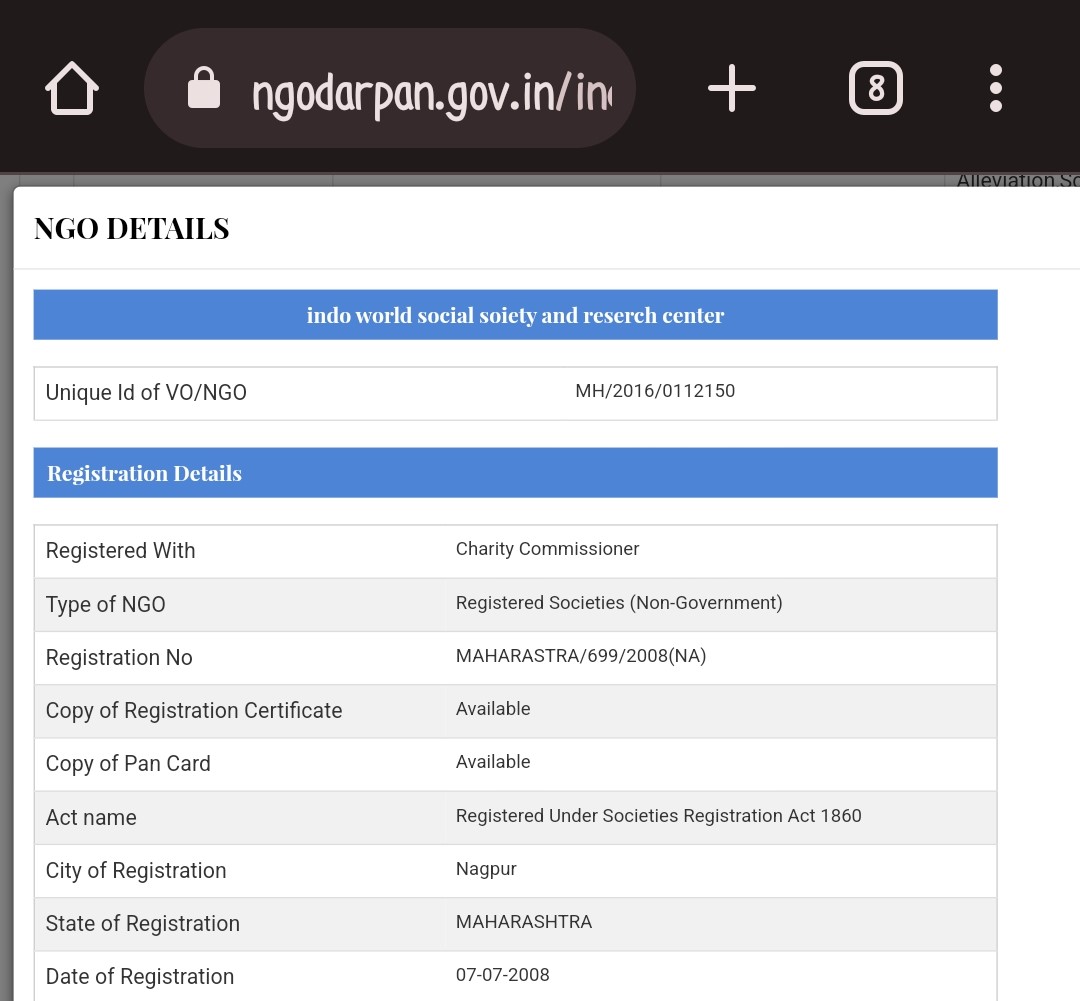 ngodarpan.gov.in/in
8
Alleviation
NGO DETAILS
indo world social soiety and reserch center
Unique Id of VO/NGO MH/2016/0112150
Registration Details
Registered With Charity Commissioner
Type of NGO Registered Societies (Non-Government)
Registration No MAHARASTRA/699/2008(NA)
Copy of Registration Certificate Available
Copy of Pan Card Available
Act name Registered Under Societies Registration Act 1860
City of Registration Nagpur
State of Registration MAHARASHTRA
Date of Registration 07-07-2008